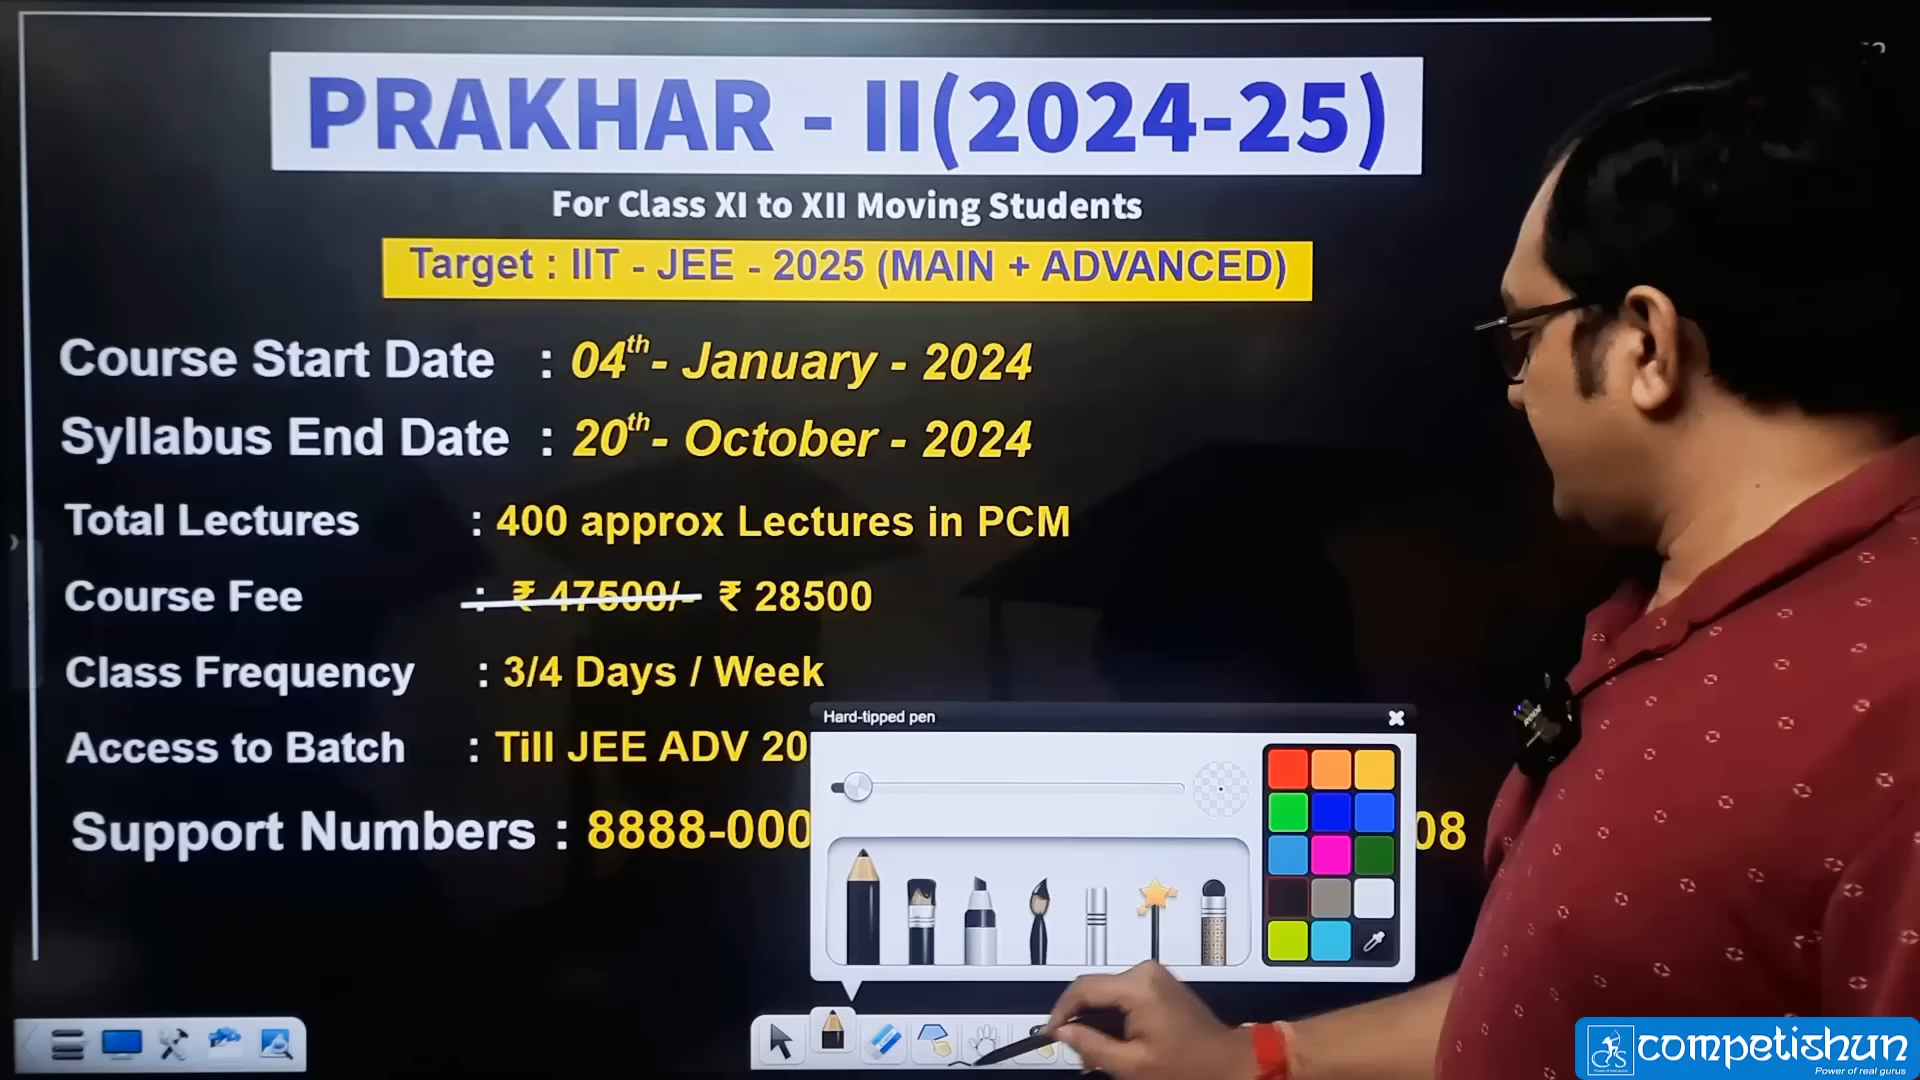 PRAKHAR - II(2024-25)
For Class XI to XII Moving Students
Target : IIT - JEE - 2025 (MAIN + ADVANCED)
Course Start Date : 04th- January - 2024
Syllabus End Date : 20th- October - 2024
Total Lectures : 400 approx Lectures in PCM
Course Fee : ₹ 47500/- ₹ 28500
Class Frequency : 3/4 Days / Week
Hard-tipped pen
Access to Batch : Till JEE ADV 20
Support Numbers : 8888-000 08
RODE
competishun
Power of real gurus